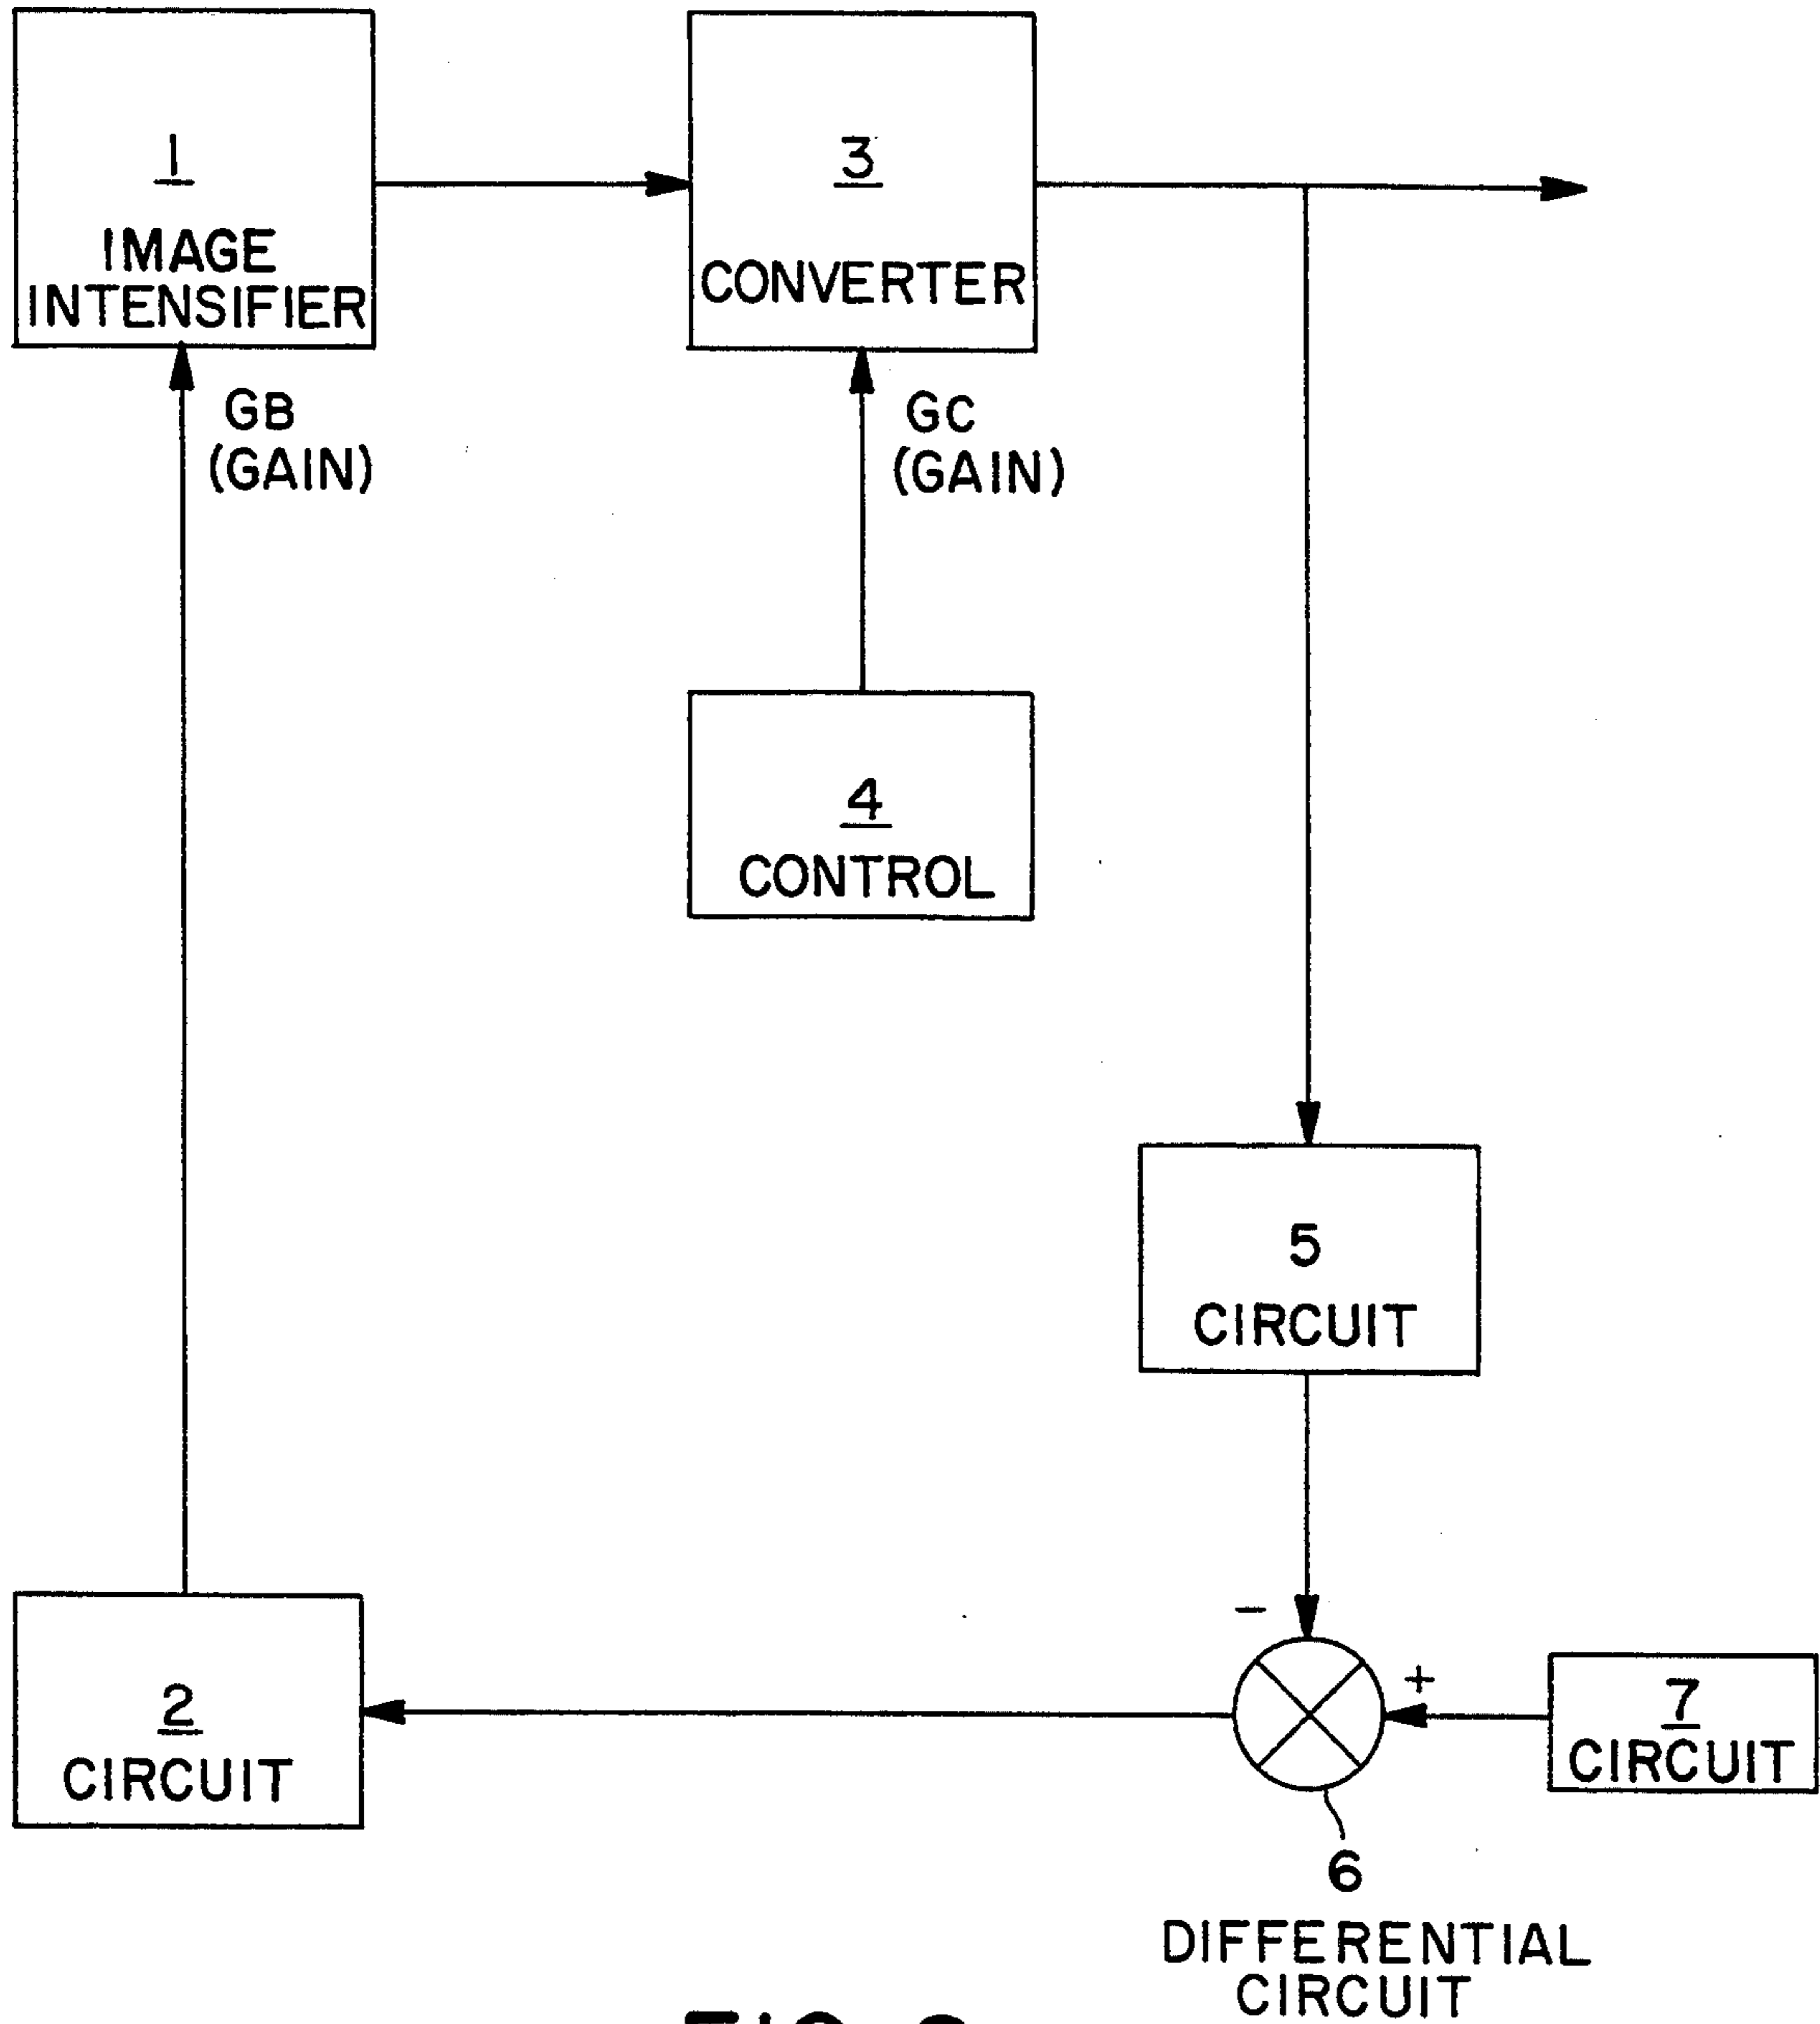 1
IMAGE
INTENSIFIER
3
CONVERTER
GB
(GAIN)
GC
(GAIN)
4
CONTROL
5
CIRCUIT
-
+
2
CIRCUIT
7
CIRCUIT
6
DIFFERENTIAL
CIRCUIT